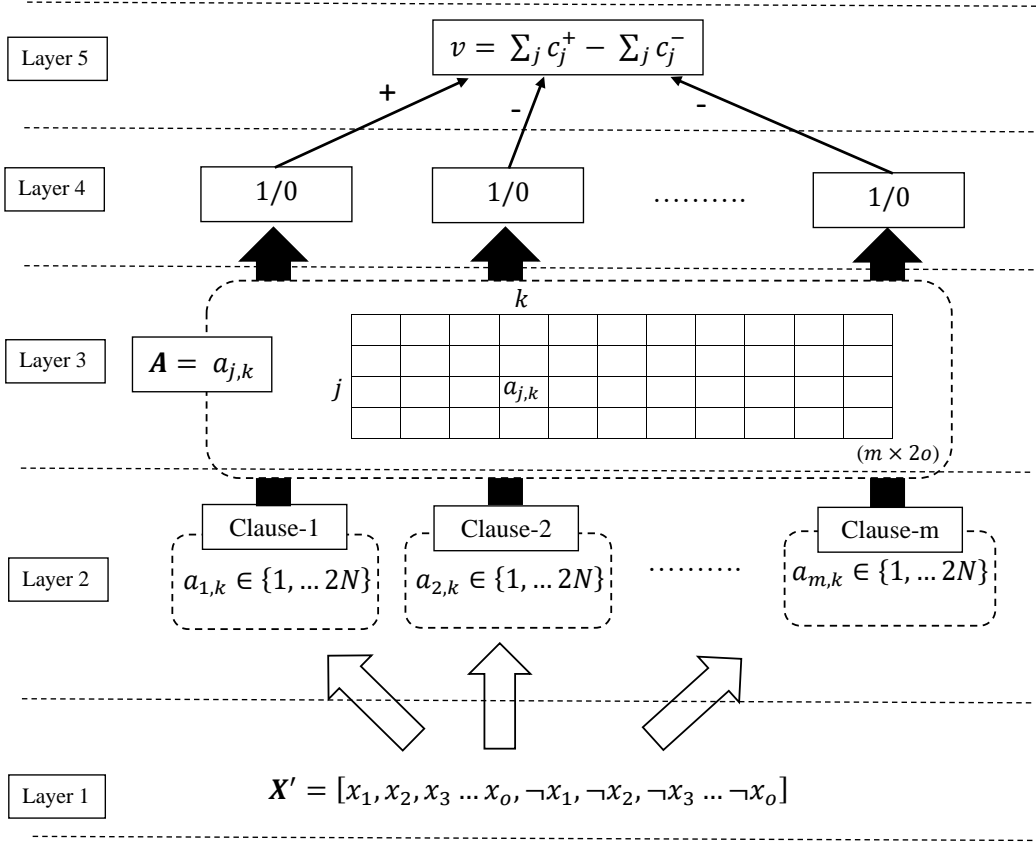 Layer 5
v = ∑_j c_j^+ − ∑_j c_j^−
+
-
-
Layer 4
1/0
1/0
..........
1/0
k
Layer 3
A = a_{j,k}
j
a_{j,k}
(m × 2o)
Clause-1
Clause-2
Clause-m
Layer 2
a_{1,k} ∈ {1, … 2N}
a_{2,k} ∈ {1, … 2N}
..........
a_{m,k} ∈ {1, … 2N}
Layer 1
X′ = [x_1, x_2, x_3 … x_o, ¬x_1, ¬x_2, ¬x_3 … ¬x_o]